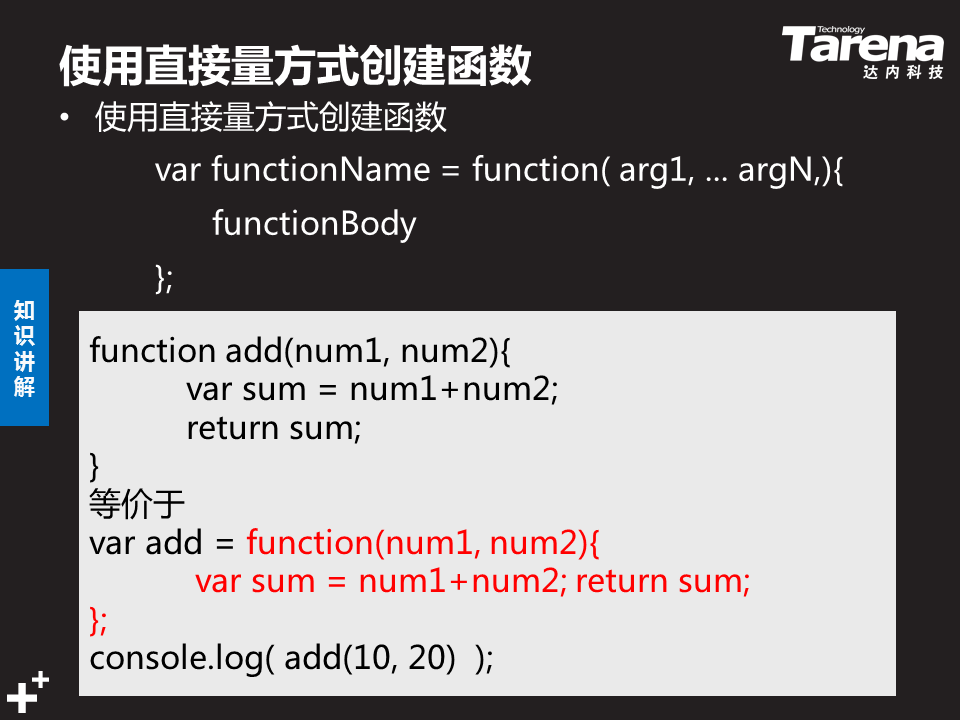 使用直接量方式创建函数
Technology
Tarena
达内科技
• 使用直接量方式创建函数
var functionName = function( arg1, … argN,){
functionBody
};
知识讲解
function add(num1, num2){
var sum = num1+num2;
return sum;
}
等价于
var add = function(num1, num2){
var sum = num1+num2; return sum;
};
console.log( add(10, 20)  );